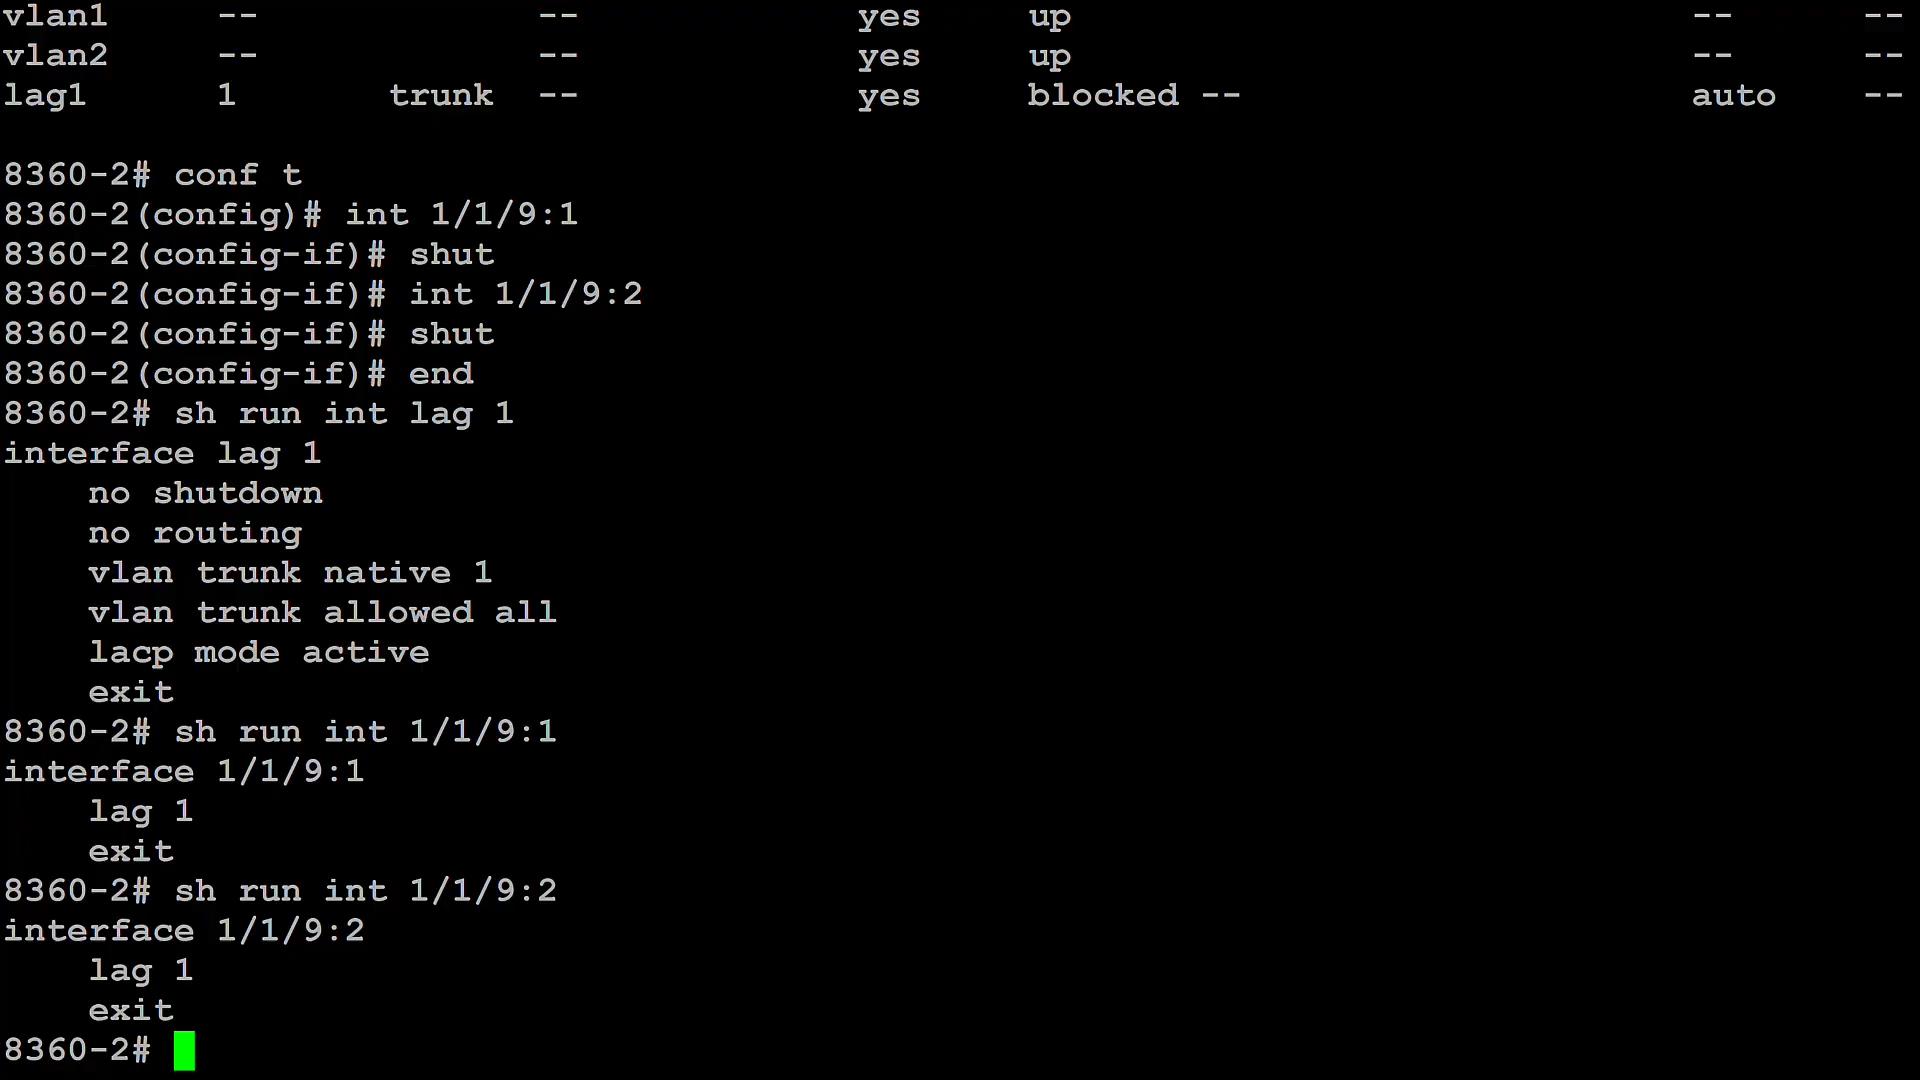 vlan1 -- -- yes up -- --
vlan2 -- -- yes up -- --
lag1 1 trunk -- yes blocked -- auto --
8360-2# conf t
8360-2(config)# int 1/1/9:1
8360-2(config-if)# shut
8360-2(config-if)# int 1/1/9:2
8360-2(config-if)# shut
8360-2(config-if)# end
8360-2# sh run int lag 1
interface lag 1
    no shutdown
    no routing
    vlan trunk native 1
    vlan trunk allowed all
    lacp mode active
    exit
8360-2# sh run int 1/1/9:1
interface 1/1/9:1
    lag 1
    exit
8360-2# sh run int 1/1/9:2
interface 1/1/9:2
    lag 1
    exit
8360-2#